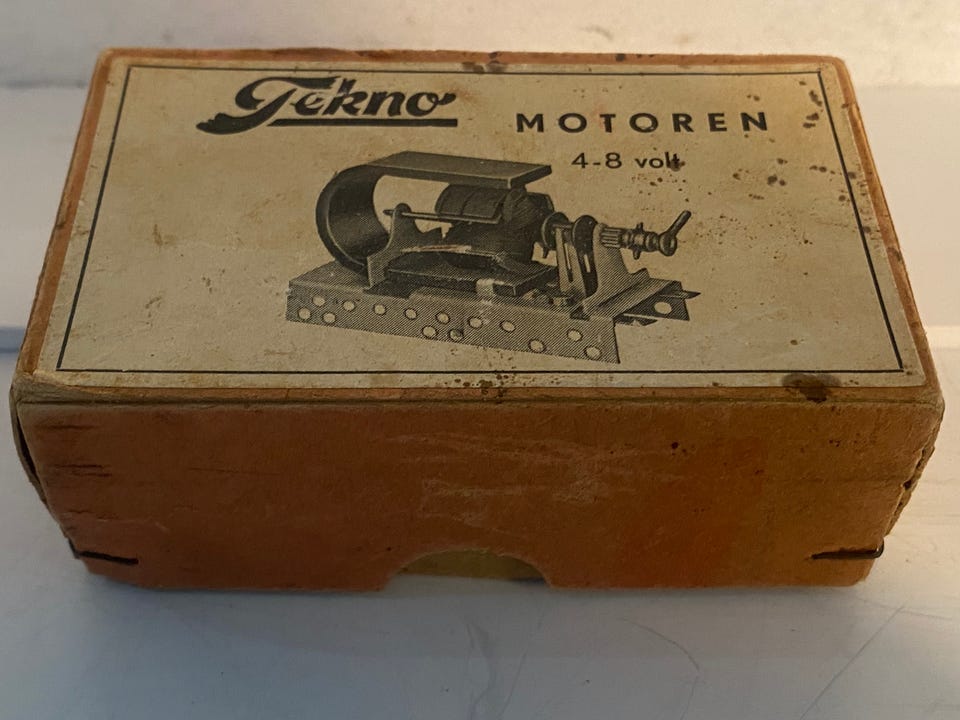 Tekno
MOTOREN
4-8 volt